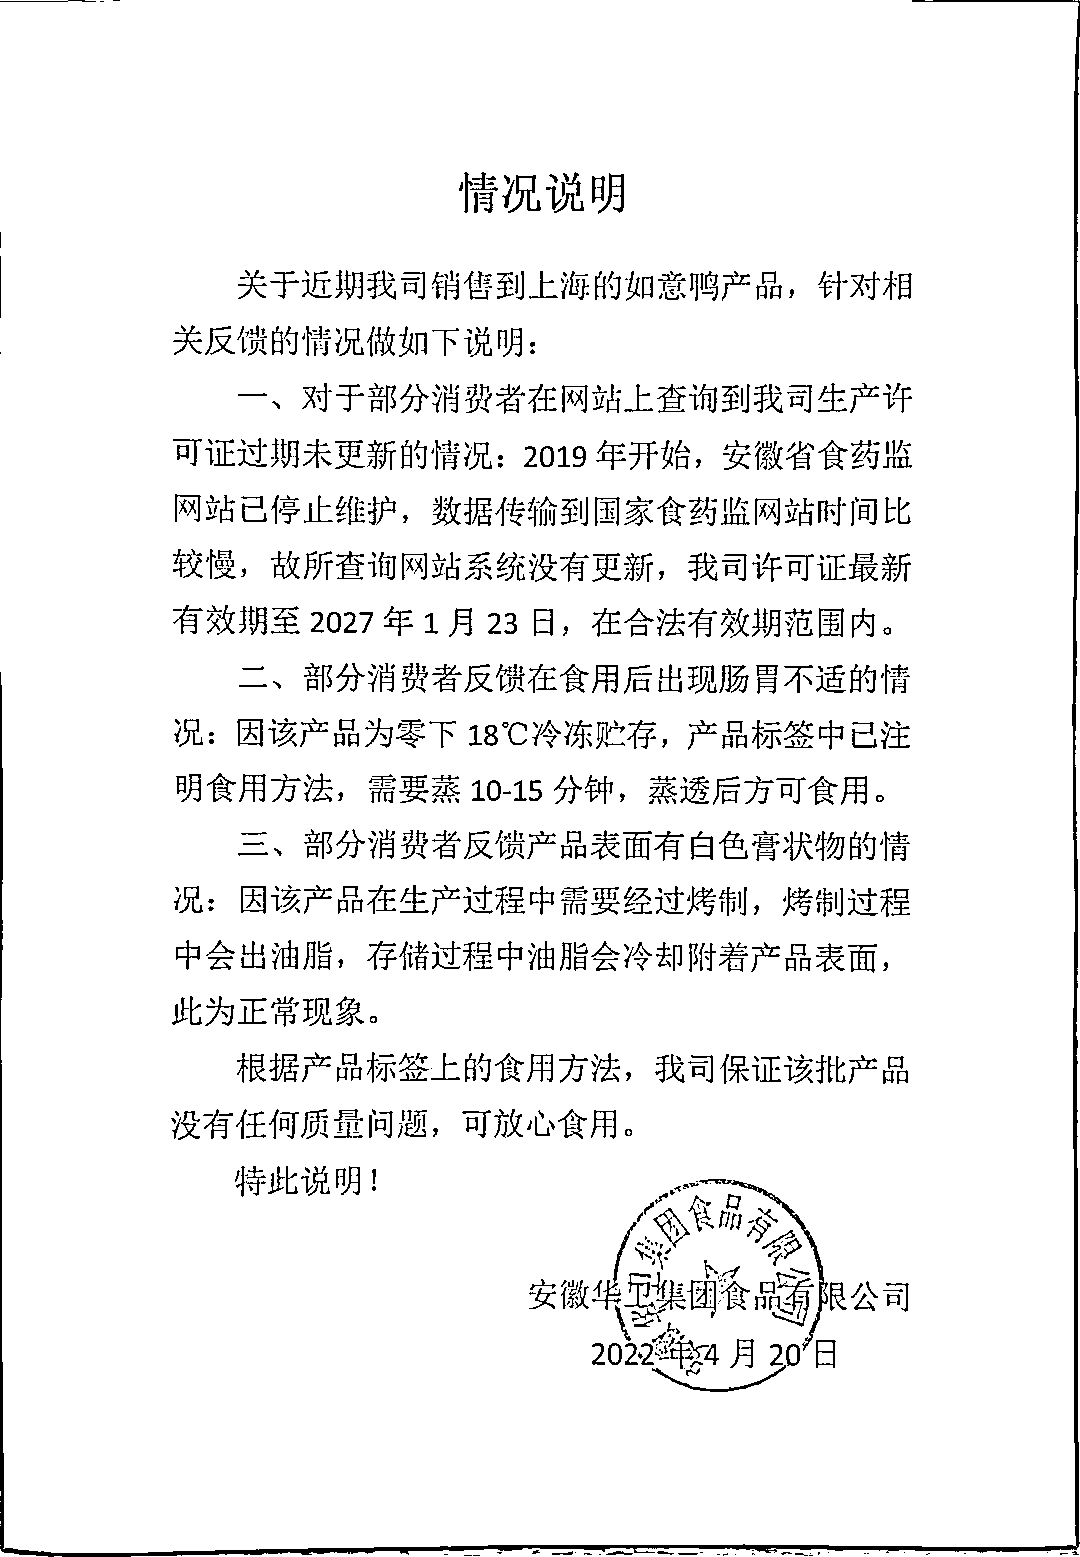 情况说明
关于近期我司销售到上海的如意鸭产品，针对相
关反馈的情况做如下说明：
一、对于部分消费者在网站上查询到我司生产许
可证过期未更新的情况：2019 年开始，安徽省食药监
网站已停止维护，数据传输到国家食药监网站时间比
较慢，故所查询网站系统没有更新，我司许可证最新
有效期至 2027 年 1 月 23 日，在合法有效期范围内。
二、部分消费者反馈在食用后出现肠胃不适的情
况：因该产品为零下 18℃冷冻贮存，产品标签中已注
明食用方法，需要蒸 10-15 分钟，蒸透后方可食用。
三、部分消费者反馈产品表面有白色膏状物的情
况：因该产品在生产过程中需要经过烤制，烤制过程
中会出油脂，存储过程中油脂会冷却附着产品表面，
此为正常现象。
根据产品标签上的食用方法，我司保证该批产品
没有任何质量问题，可放心食用。
特此说明！
安徽华卫集团食品有限公司
安徽华卫集团食品有限公司
2022 年 4 月 20 日